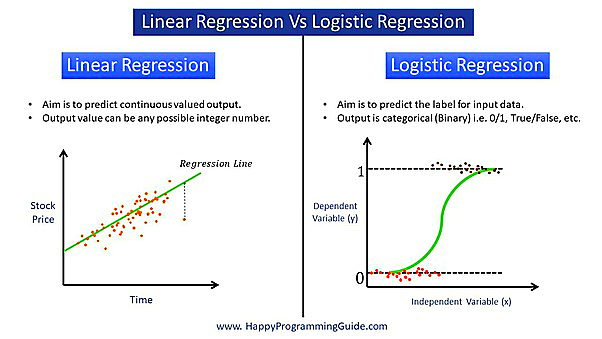 Linear Regression Vs Logistic Regression
Linear Regression
• Aim is to predict continuous valued output.
• Output value can be any possible integer number.
Regression Line
Stock
Price
Time
Logistic Regression
• Aim is to predict the label for input data.
• Output is categorical (Binary) i.e. 0/1, True/False, etc.
1
Dependent
Variable (y)
0
Independent Variable (x)
www. HappyProgrammingGuide.com